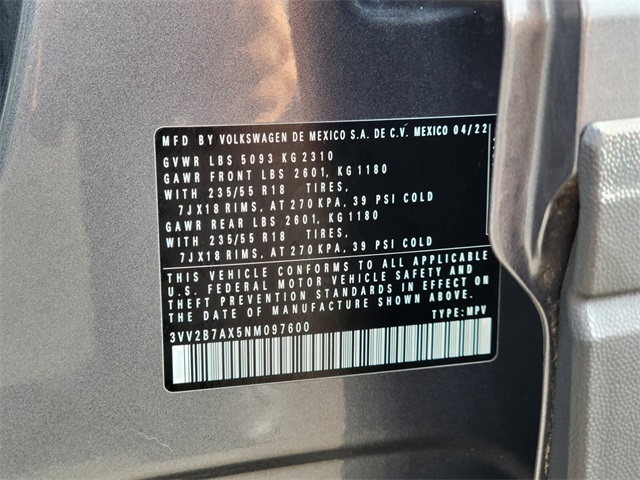 MFD BY VOLKSWAGEN DE MEXICO S.A. DE C.V. MEXICO 04/22
GVWR LBS 5093 KG 2310
GAWR FRONT LBS 2601, KG 1180
WITH 235/55 R18 TIRES,
7JX18 RIMS, AT 270 KPA, 39 PSI COLD
GAWR REAR LBS 2601, KG 1180
WITH 235/55 R18 TIRES,
7JX18 RIMS, AT 270 KPA, 39 PSI COLD
THIS VEHICLE CONFORMS TO ALL APPLICABLE
U.S. FEDERAL MOTOR VEHICLE SAFETY AND
THEFT PREVENTION STANDARDS IN EFFECT ON
THE DATE OF MANUFACTURE SHOWN ABOVE.
3VV2B7AX5NM097600 TYPE: MPV